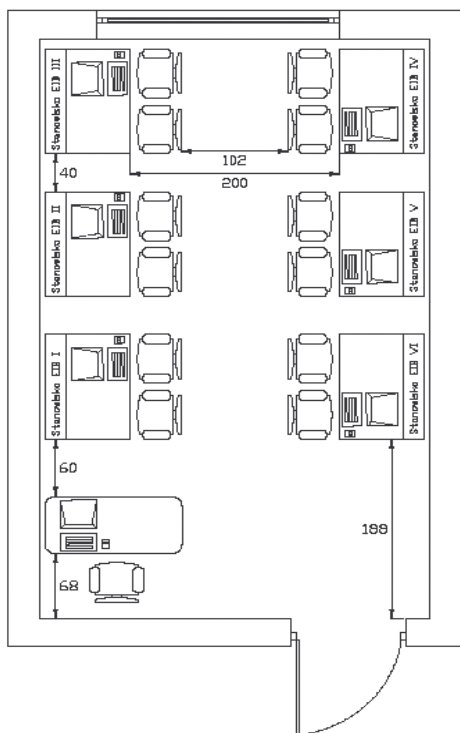 Stanowisko EIB III
Stanowisko EIB IV
102
40
200
Stanowisko EIB II
Stanowisko EIB V
Stanowisko EIB I
Stanowisko EIB VI
60
188
68